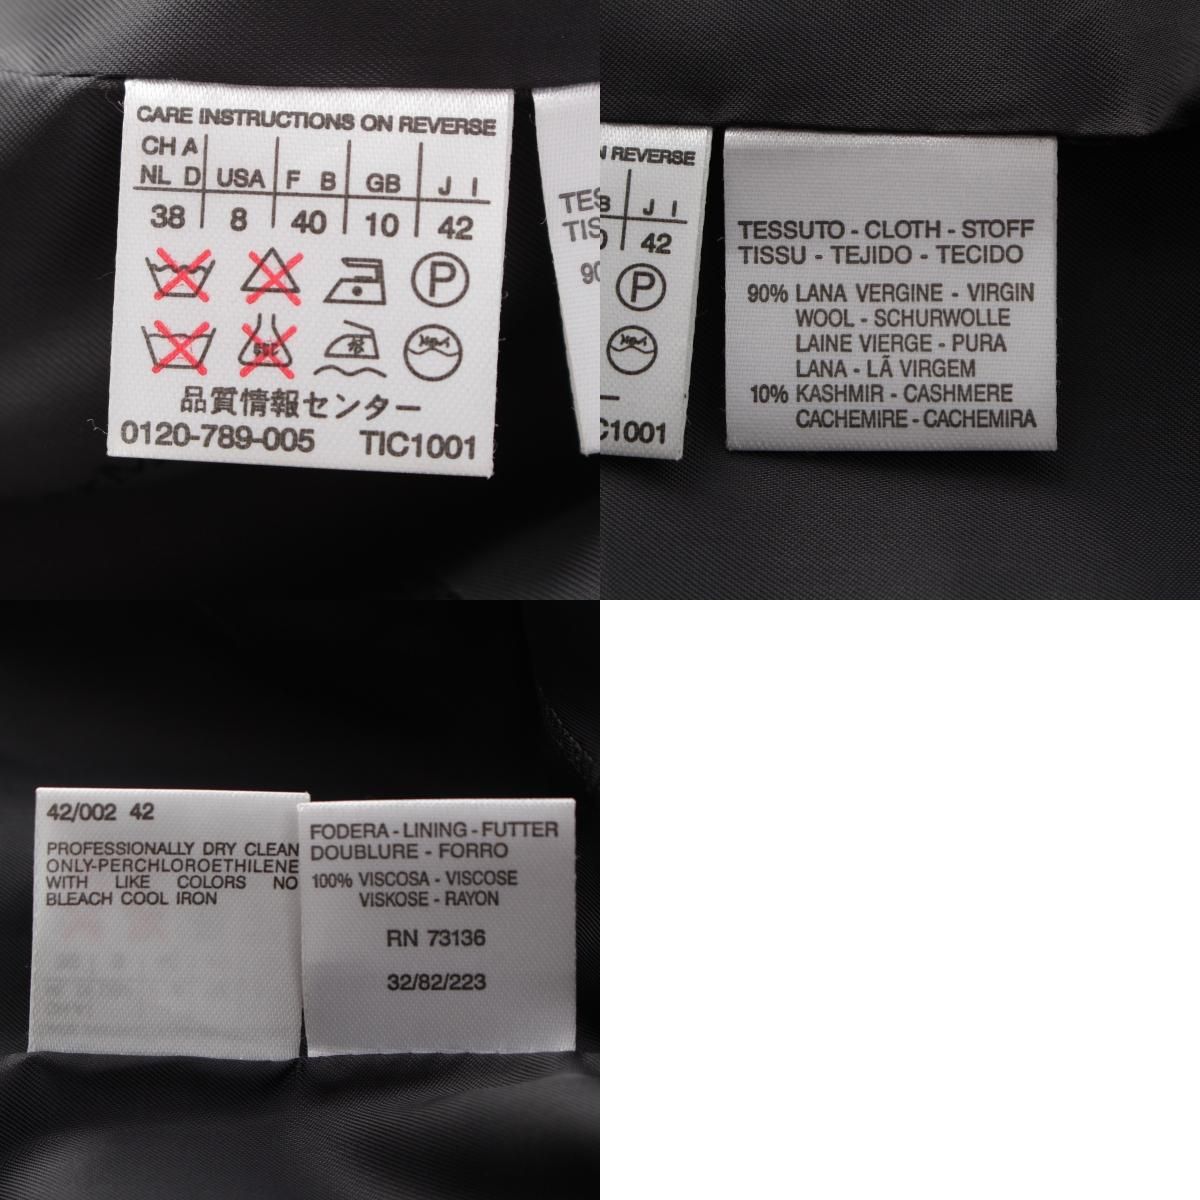 CARE INSTRUCTIONS ON REVERSE
CH A
NL D USA F B GB J I
38 8 40 10 42
P
品質情報センター
0120-789-005 TIC1001
TES
TIS
90
REVERSE
J I
42
P
C1001
TESSUTO - CLOTH - STOFF
TISSU - TEJIDO - TECIDO
90% LANA VERGINE - VIRGIN
WOOL - SCHURWOLLE
LAINE VIERGE - PURA
LANA - LÃ VIRGEM
10% KASHMIR - CASHMERE
CACHEMIRE - CACHEMIRA
42/002 42
PROFESSIONALLY DRY CLEAN
ONLY-PERCHLOROETHILENE
WITH LIKE COLORS NO
BLEACH COOL IRON
FODERA - LINING - FUTTER
DOUBLURE - FORRO
100% VISCOSA - VISCOSE
VISKOSE - RAYON
RN 73136
32/82/223